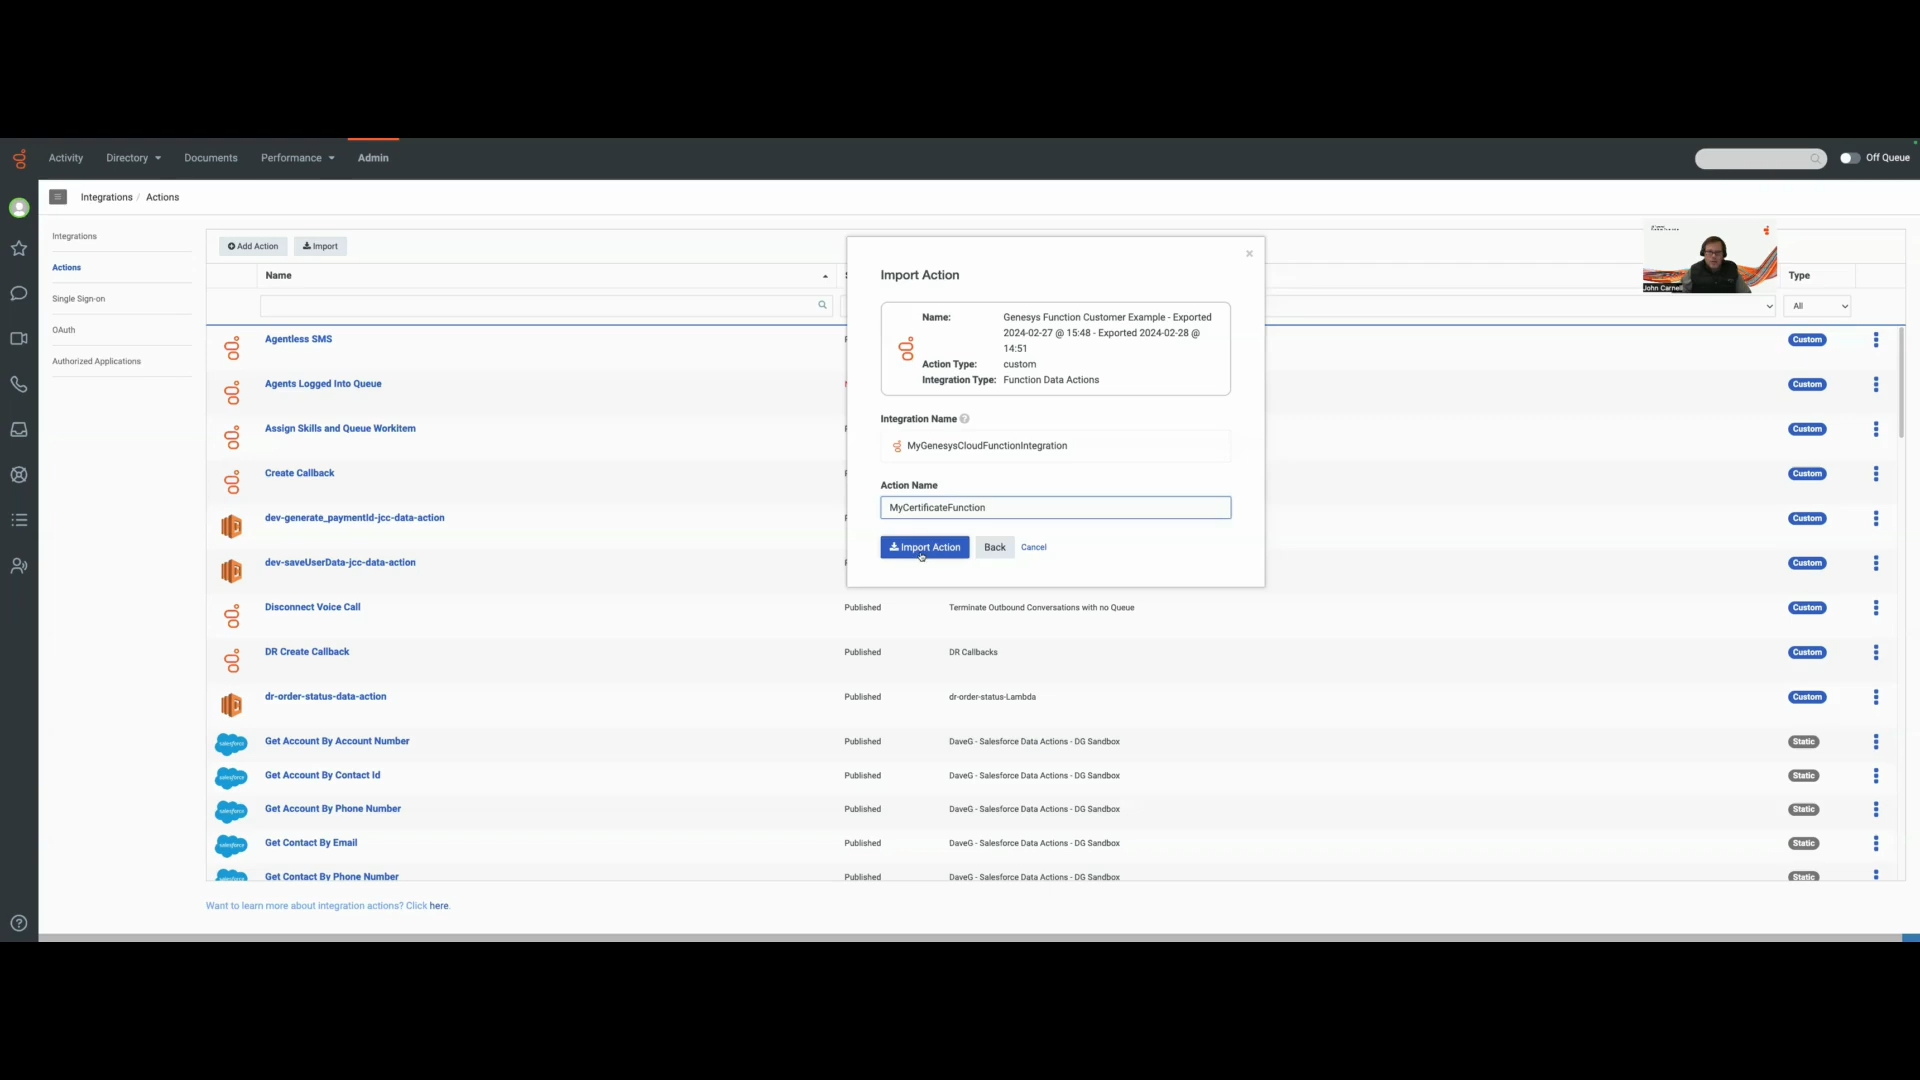 Activity
Directory
Documents
Performance
Admin
Off Queue
Integrations / Actions
Integrations
Actions
Single Sign-on
OAuth
Authorized Applications
Add Action
Import
Name
Type
All
John Carnell
Import Action
Name: Genesys Function Customer Example - Exported
2024-02-27 @ 15:48 - Exported 2024-02-28 @
14:51
Action Type: custom
Integration Type: Function Data Actions
Integration Name
MyGenesysCloudFunctionIntegration
Action Name
MyCertificateFunction
Import Action
Back
Cancel
Agentless SMS Custom
Agents Logged Into Queue Custom
Assign Skills and Queue Workitem Custom
Create Callback Custom
dev-generate_paymentId-jcc-data-action Custom
dev-saveUserData-jcc-data-action Custom
Disconnect Voice Call Published Terminate Outbound Conversations with no Queue Custom
DR Create Callback Published DR Callbacks Custom
dr-order-status-data-action Published dr-order-status-Lambda Custom
salesforce Get Account By Account Number Published DaveG - Salesforce Data Actions - DG Sandbox Static
salesforce Get Account By Contact Id Published DaveG - Salesforce Data Actions - DG Sandbox Static
salesforce Get Account By Phone Number Published DaveG - Salesforce Data Actions - DG Sandbox Static
salesforce Get Contact By Email Published DaveG - Salesforce Data Actions - DG Sandbox Static
salesforce Get Contact By Phone Number Published DaveG - Salesforce Data Actions - DG Sandbox Static
Want to learn more about integration actions? Click here.